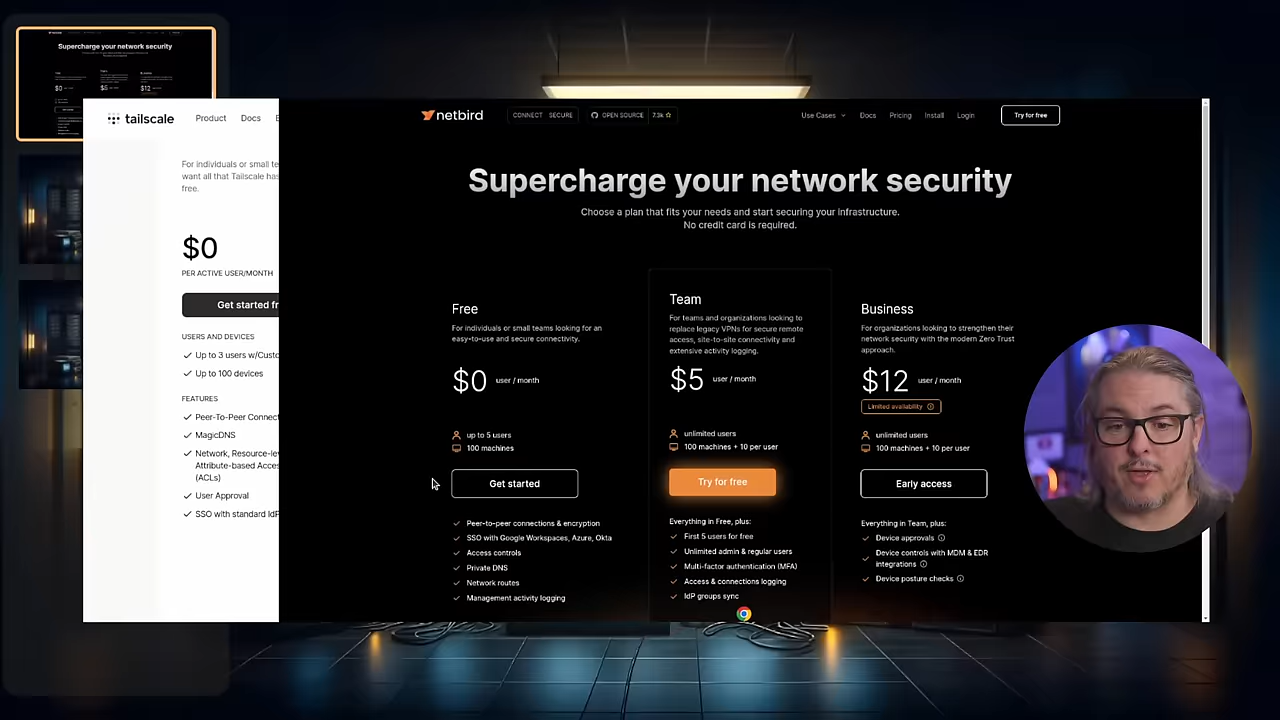 tailscale
Product
Docs
For individuals or small te
want all that Tailscale has
free.
$0
PER ACTIVE USER/MONTH
Get started fr
USERS AND DEVICES
Up to 3 users w/Custo
Up to 100 devices
FEATURES
Peer-To-Peer Connect
MagicDNS
Network, Resource-le
Attribute-based Acces
(ACLs)
User Approval
SSO with standard IdP
netbird
CONNECT SECURE
OPEN SOURCE 7.3k
Use Cases
Docs
Pricing
Install
Login
Try for free
Supercharge your network security
Choose a plan that fits your needs and start securing your infrastructure.
No credit card is required.
Free
For individuals or small teams looking for an
easy-to-use and secure connectivity.
$0 user / month
up to 5 users
100 machines
Get started
Peer-to-peer connections & encryption
SSO with Google Workspaces, Azure, Okta
Access controls
Private DNS
Network routes
Management activity logging
Team
For teams and organizations looking to
replace legacy VPNs for secure remote
access, site-to-site connectivity and
extensive activity logging.
$5 user / month
unlimited users
100 machines + 10 per user
Try for free
Everything in Free, plus:
First 5 users for free
Unlimited admin & regular users
Multi-factor authentication (MFA)
Access & connections logging
IdP groups sync
Business
For organizations looking to strengthen their
network security with the modern Zero Trust
approach.
$12 user / month
Limited availability
unlimited users
100 machines + 10 per user
Early access
Everything in Team, plus:
Device approvals
Device controls with MDM & EDR
integrations
Device posture checks